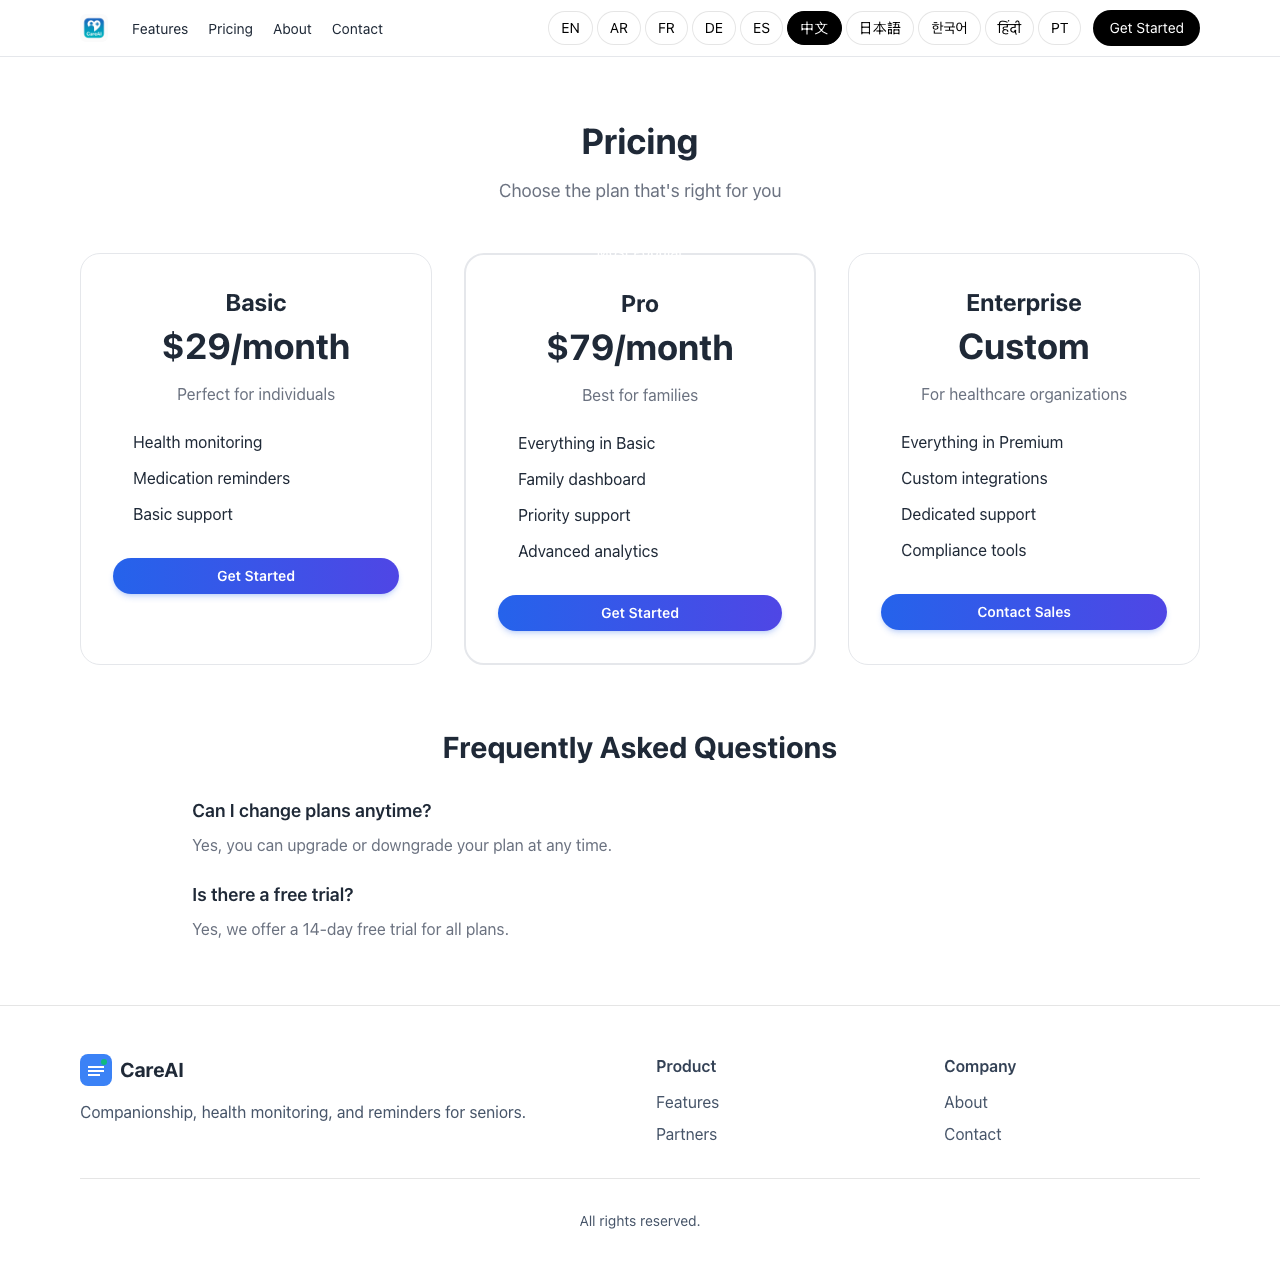 Features Pricing About Contact EN AR FR DE ES 中文 日本語 한국어 हिंदी PT Get Started
Pricing
Choose the plan that's right for you
Basic
$29/month
Perfect for individuals
Health monitoring
Medication reminders
Basic support
Get Started
Pro
$79/month
Best for families
Everything in Basic
Family dashboard
Priority support
Advanced analytics
Get Started
Enterprise
Custom
For healthcare organizations
Everything in Premium
Custom integrations
Dedicated support
Compliance tools
Contact Sales
Frequently Asked Questions
Can I change plans anytime?
Yes, you can upgrade or downgrade your plan at any time.
Is there a free trial?
Yes, we offer a 14-day free trial for all plans.
CareAI
Companionship, health monitoring, and reminders for seniors.
Product
Features
Partners
Company
About
Contact
All rights reserved.